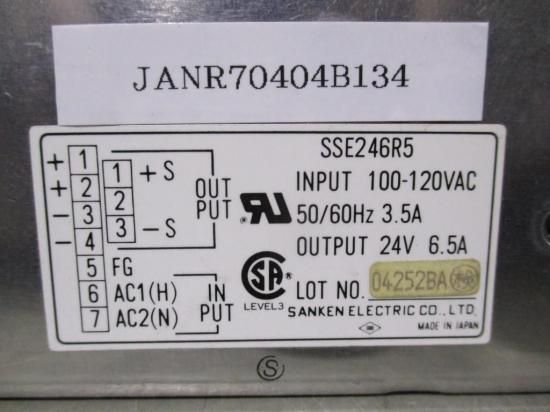 JANR70404B134
SSE246R5
INPUT 100-120VAC
50/60Hz 3.5A
OUTPUT 24V 6.5A
LOT NO. 04252BA
SANKEN ELECTRIC CO., LTD.
MADE IN JAPAN
+ 1
+ 2
- 3
- 4
5 FG
6 AC1(H)
7 AC2(N)
1 +S
2
3 -S
OUT
PUT
IN
PUT
RU
SA
LEVEL3
S